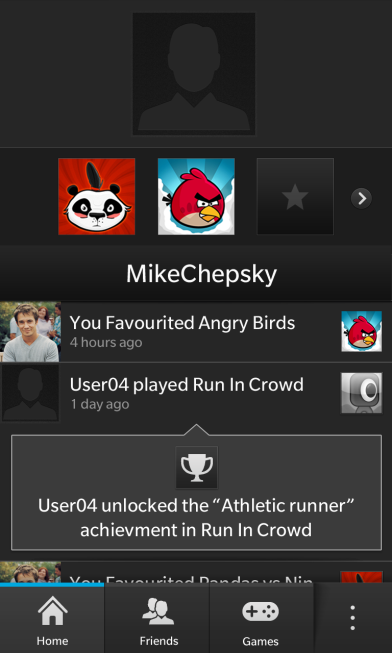 MikeChepsky
You Favourited Angry Birds
4 hours ago
User04 played Run In Crowd
1 day ago
User04 unlocked the “Athletic runner”
achievment in Run In Crowd
You Favourited Pandas vs Nin
Home
Friends
Games